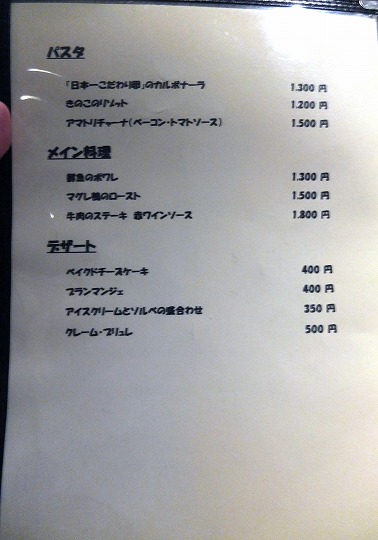 パスタ
「日本一こだわり卵」のカルボナーラ 1.300 円
きのこのリゾット 1.200 円
アマトリチャーナ(ベーコン・トマトソース) 1.500 円
メイン料理
鮮魚のポワレ 1.300 円
マグレ鴨のロースト 1.500 円
牛肉のステーキ 赤ワインソース 1.800 円
デザート
ベイクドチーズケーキ 400 円
ブランマンジェ 400 円
アイスクリームとソルベの盛合わせ 350 円
クレーム・ブリュレ 500 円